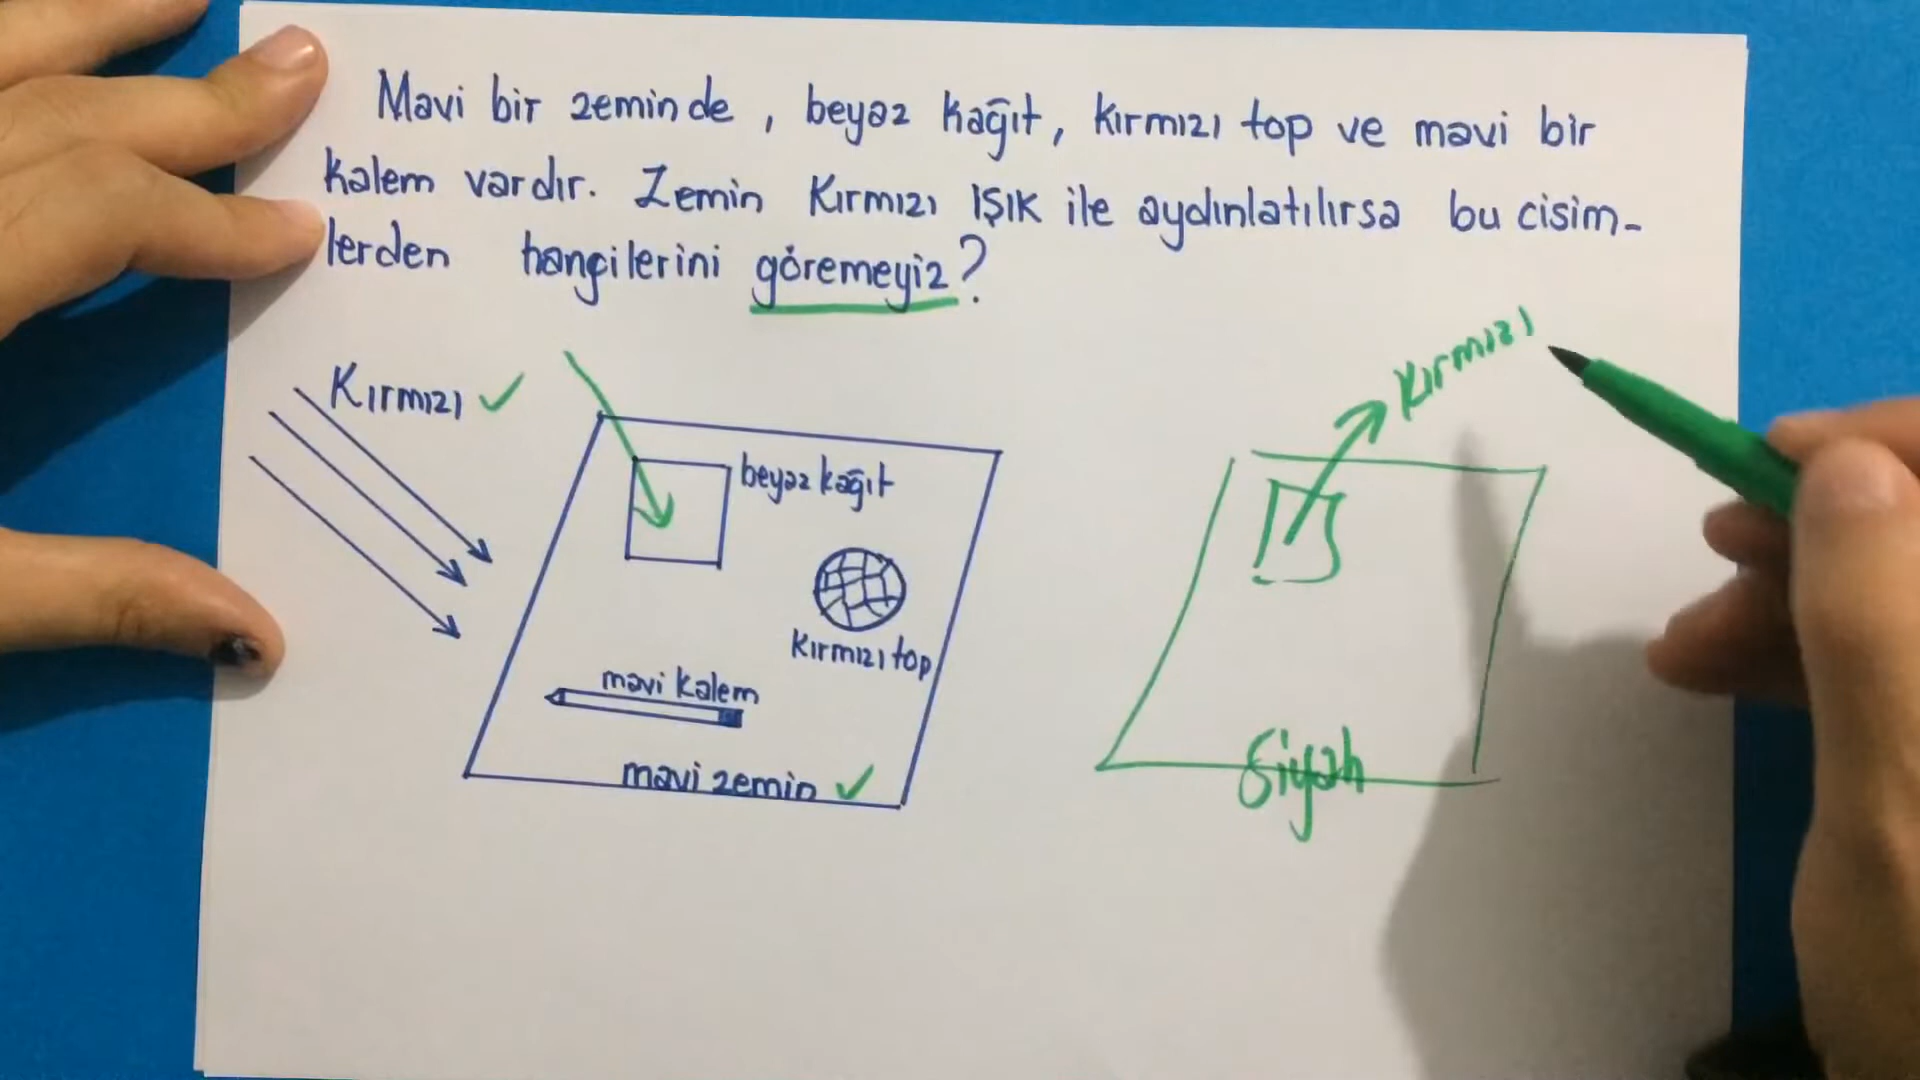 Mavi bir zeminde, beyaz kağıt, kırmızı top ve mavi bir
kalem vardır. Zemin Kırmızı IŞIK ile aydınlatılırsa bu cisim-
lerden hangilerini göremeyiz?
Kırmızı
Kırmızı
beyaz kağıt
Kırmızı top
mavi kalem
mavi zemin
Siyah